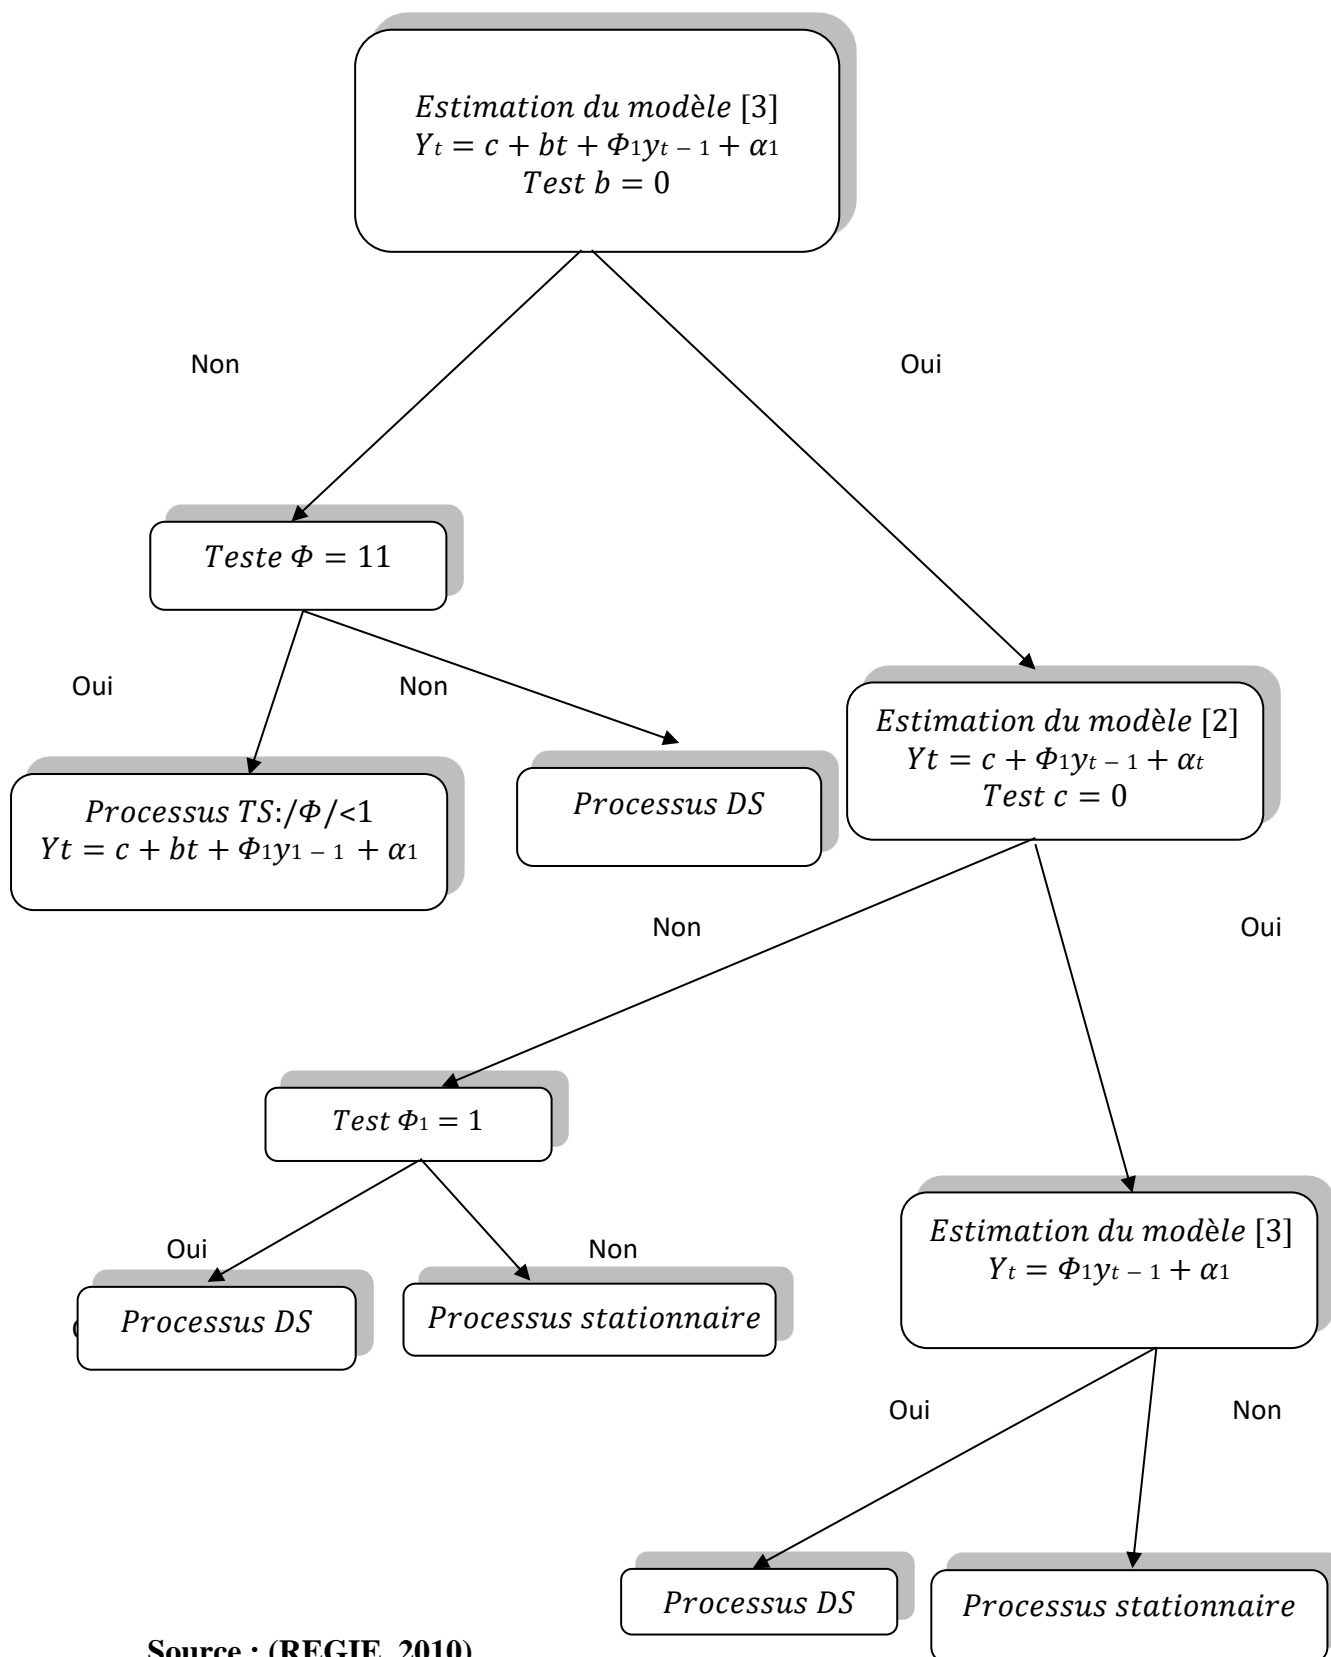 Estimation du modèle [3]
Yt = c + bt + Φ1yt − 1 + α1
Test b = 0
Non
Oui
Teste Φ = 11
Oui
Non
Estimation du modèle [2]
Yt = c + Φ1yt − 1 + αt
Test c = 0
Processus TS:/Φ/<1
Yt = c + bt + Φ1y1 − 1 + α1
Processus DS
Non
Oui
Test Φ1 = 1
Estimation du modèle [3]
Yt = Φ1yt − 1 + α1
Oui
Non
Processus DS
Processus stationnaire
Oui
Non
Processus DS
Processus stationnaire
Source : (REGIE, 2010)